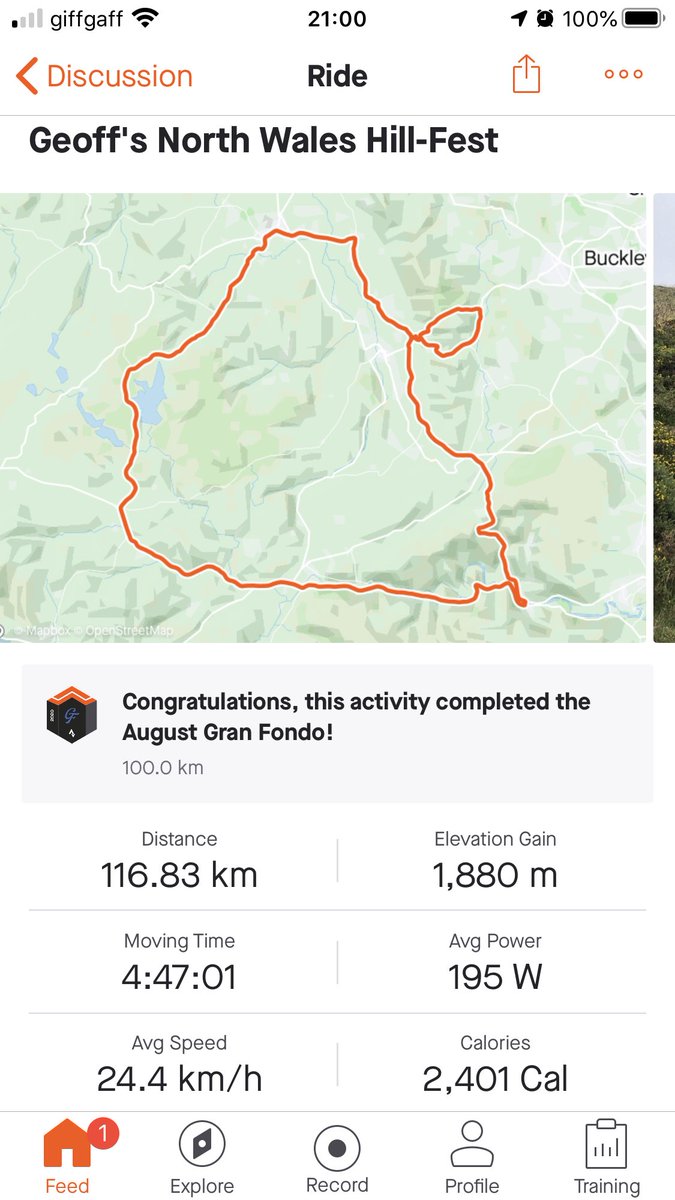 giffgaff 21:00 100%
Discussion Ride
Geoff's North Wales Hill-Fest
Buckle
© Mapbox © OpenStreetMap
Congratulations, this activity completed the
August Gran Fondo!
100.0 km
Distance Elevation Gain
116.83 km 1,880 m
Moving Time Avg Power
4:47:01 195 W
Avg Speed Calories
24.4 km/h 2,401 Cal
1
Feed Explore Record Profile Training